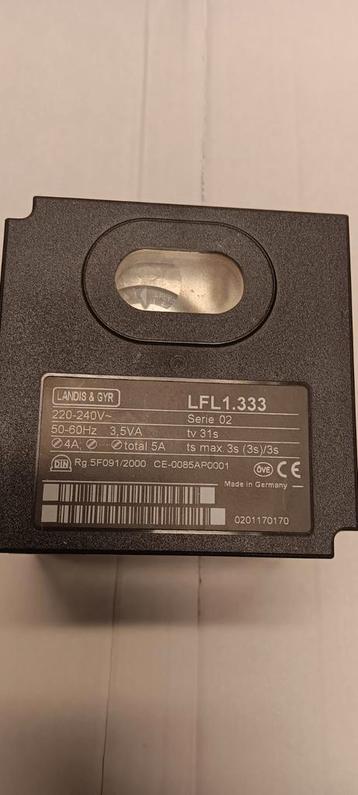 LANDIS & GYR LFL1.333
220-240V~ Serie 02
50-60Hz 3,5VA tv 31s
4A; total 5A ts max. 3s (3s)/3s
DIN Rg.5F091/2000 CE-0085AP0001 ÖVE CE
Made in Germany
0201170170